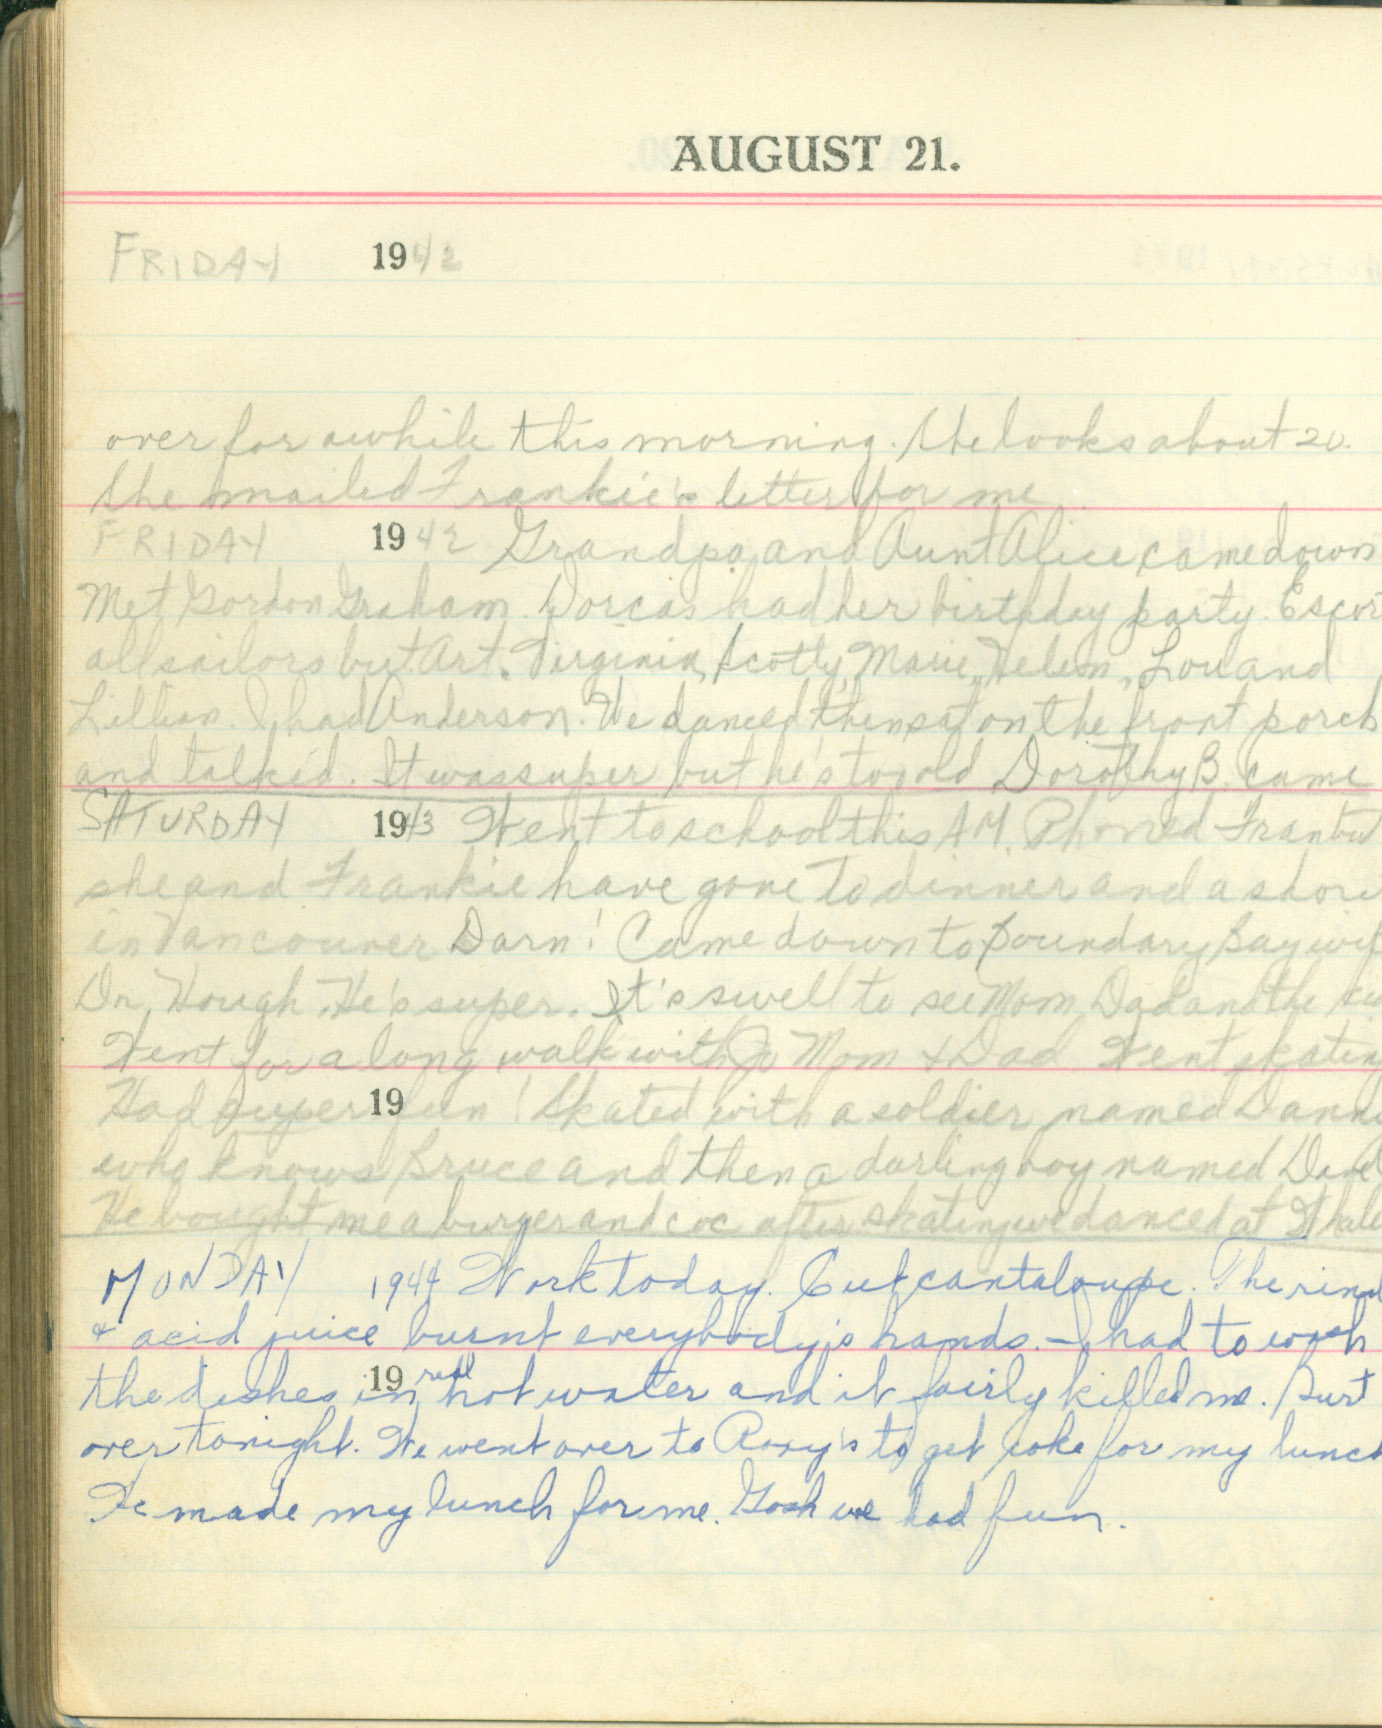 AUGUST 21.
FRIDAY 1942
over for awhile this morning. She looks about 20.
She mailed Frankie's letter for me.
FRIDAY 1942 Grandpa and Aunt Alice came down
Met Gordon Graham. Dorcas had her birthday party. Escor
all sailors but Art. Virginia, Scotty, Marie, Helen, Lou and
Lillian. I had Anderson. We danced, then sat on the front porch
and talked. It was super but he's too old Dorothy B. came
SATURDAY 1943 Went to school this AM. Phoned Fran but
she and Frankie have gone to dinner and a show
in Vancouver Darn! Came down to Boundary Bay wit
Dr. Hough. He's super. It's swell to see Mom, Dad and the
Went for a long walk with Jo Mom & Dad Went skating
19
Had super fun! Skated with a soldier named Dann
who knows Bruce and then a darling boy named
He bought me a burger and coc after skating we danced at
MONDAY 1944 Work today. Cut cantaloupe. The rind
& acid juice burnt everybody's hands. - I had to wash
19
the dishes in real hot water and it fairly killed me. Burt
over tonight. We went over to Roxy's to get coke for my lunch
He made my lunch for me. Gosh we had fun.